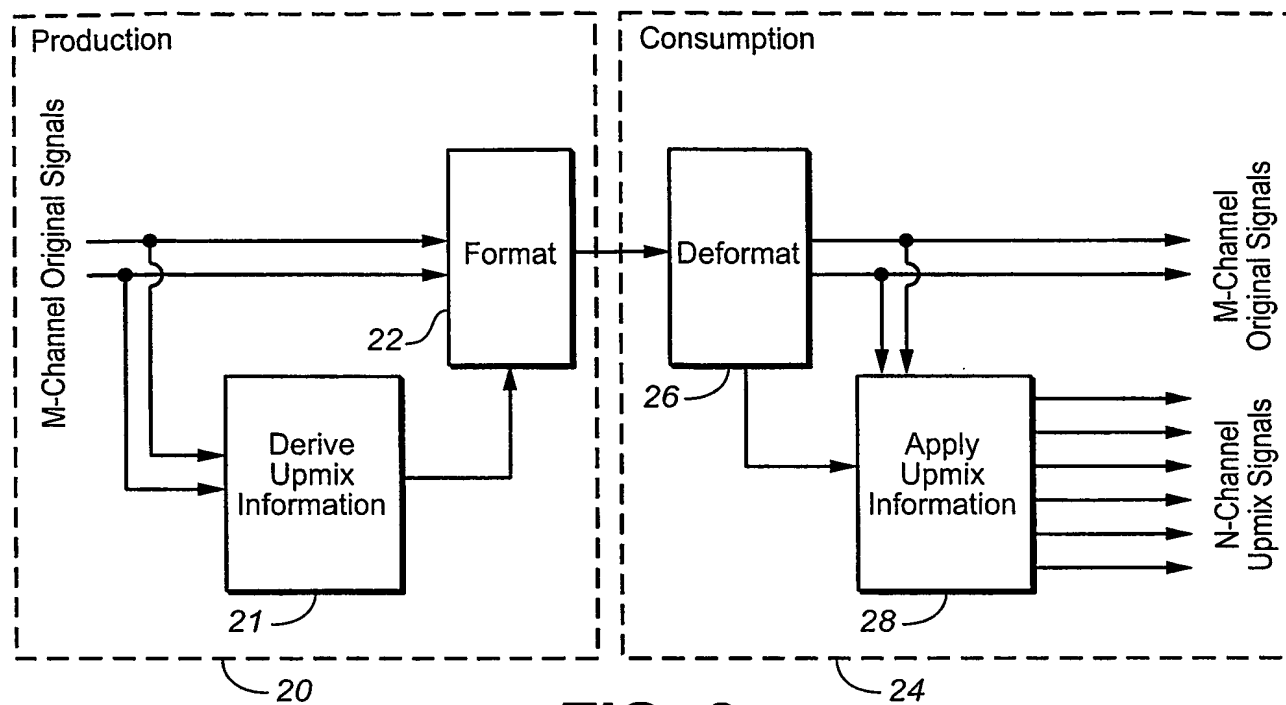 Production
Consumption
M-Channel Original Signals
Format
22
Derive
Upmix
Information
21
20
Deformat
26
Apply
Upmix
Information
28
24
M-Channel
Original Signals
N-Channel
Upmix Signals